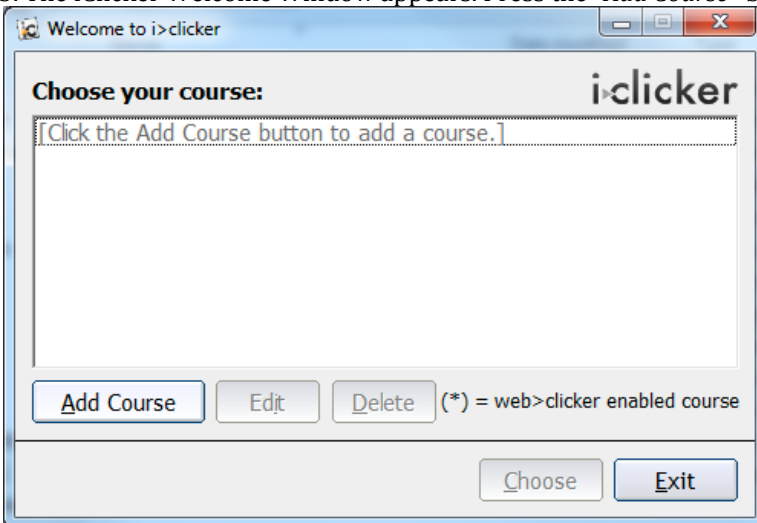 Welcome to i>clicker
Choose your course:
i>clicker
[Click the Add Course button to add a course.]
Add Course
Edit
Delete
(*) = web>clicker enabled course
Choose
Exit